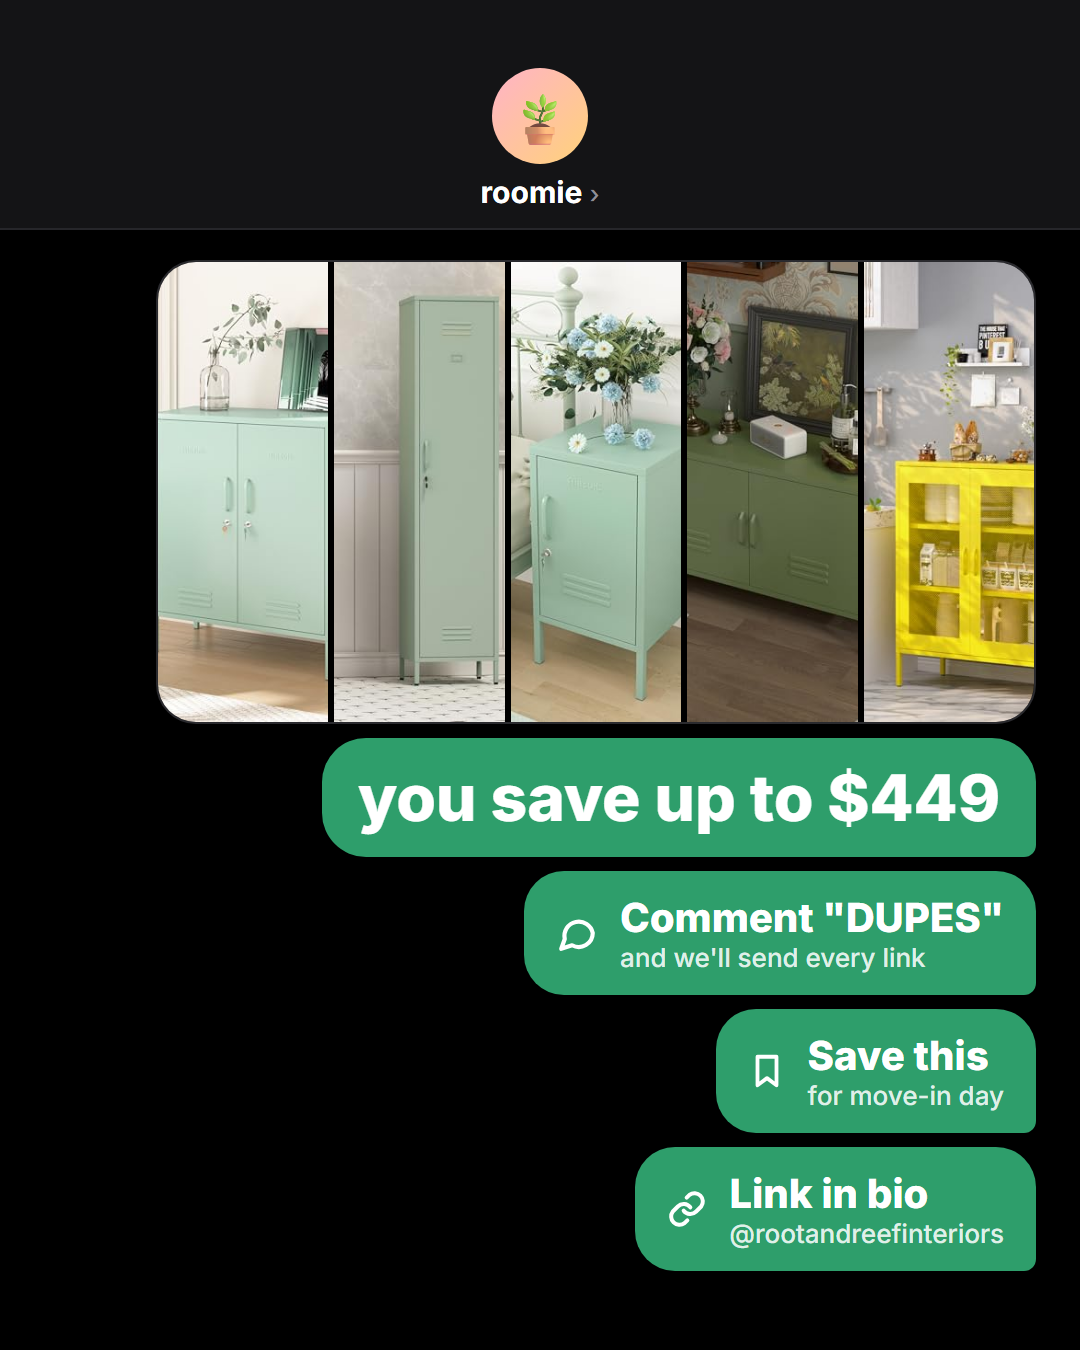 roomie ›
you save up to $449
Comment "DUPES"
and we'll send every link
Save this
for move-in day
Link in bio
@rootandreefinteriors